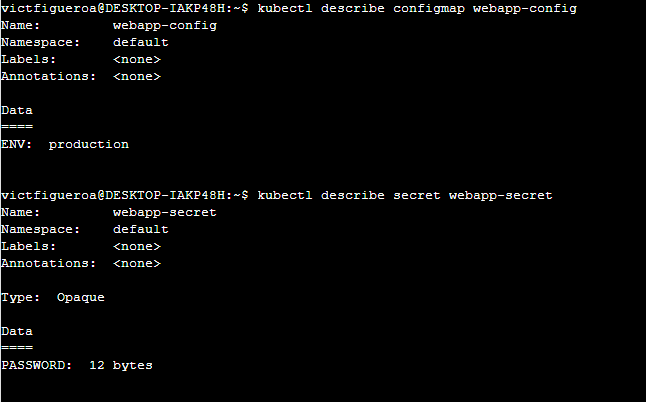 victfigueroa@DESKTOP-IAKP48H:~$ kubectl describe configmap webapp-config
Name:         webapp-config
Namespace:    default
Labels:       <none>
Annotations:  <none>

Data
====
ENV:  production

victfigueroa@DESKTOP-IAKP48H:~$ kubectl describe secret webapp-secret
Name:         webapp-secret
Namespace:    default
Labels:       <none>
Annotations:  <none>

Type:  Opaque

Data
====
PASSWORD:  12 bytes